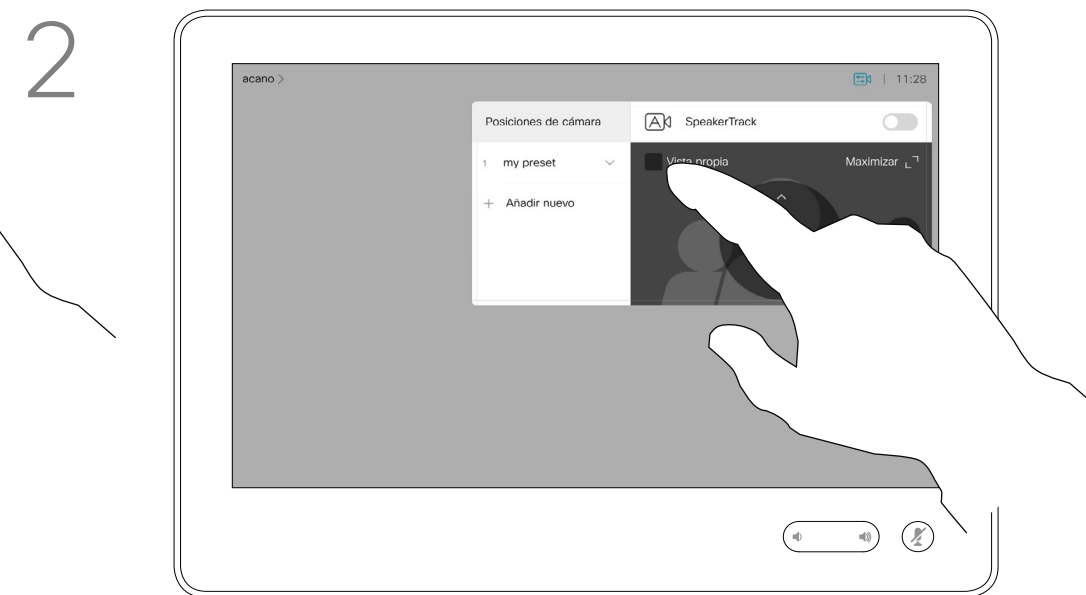 2
acano >
11:28
Posiciones de cámara
SpeakerTrack
1 my preset
Vista propia
Maximizar
+ Añadir nuevo